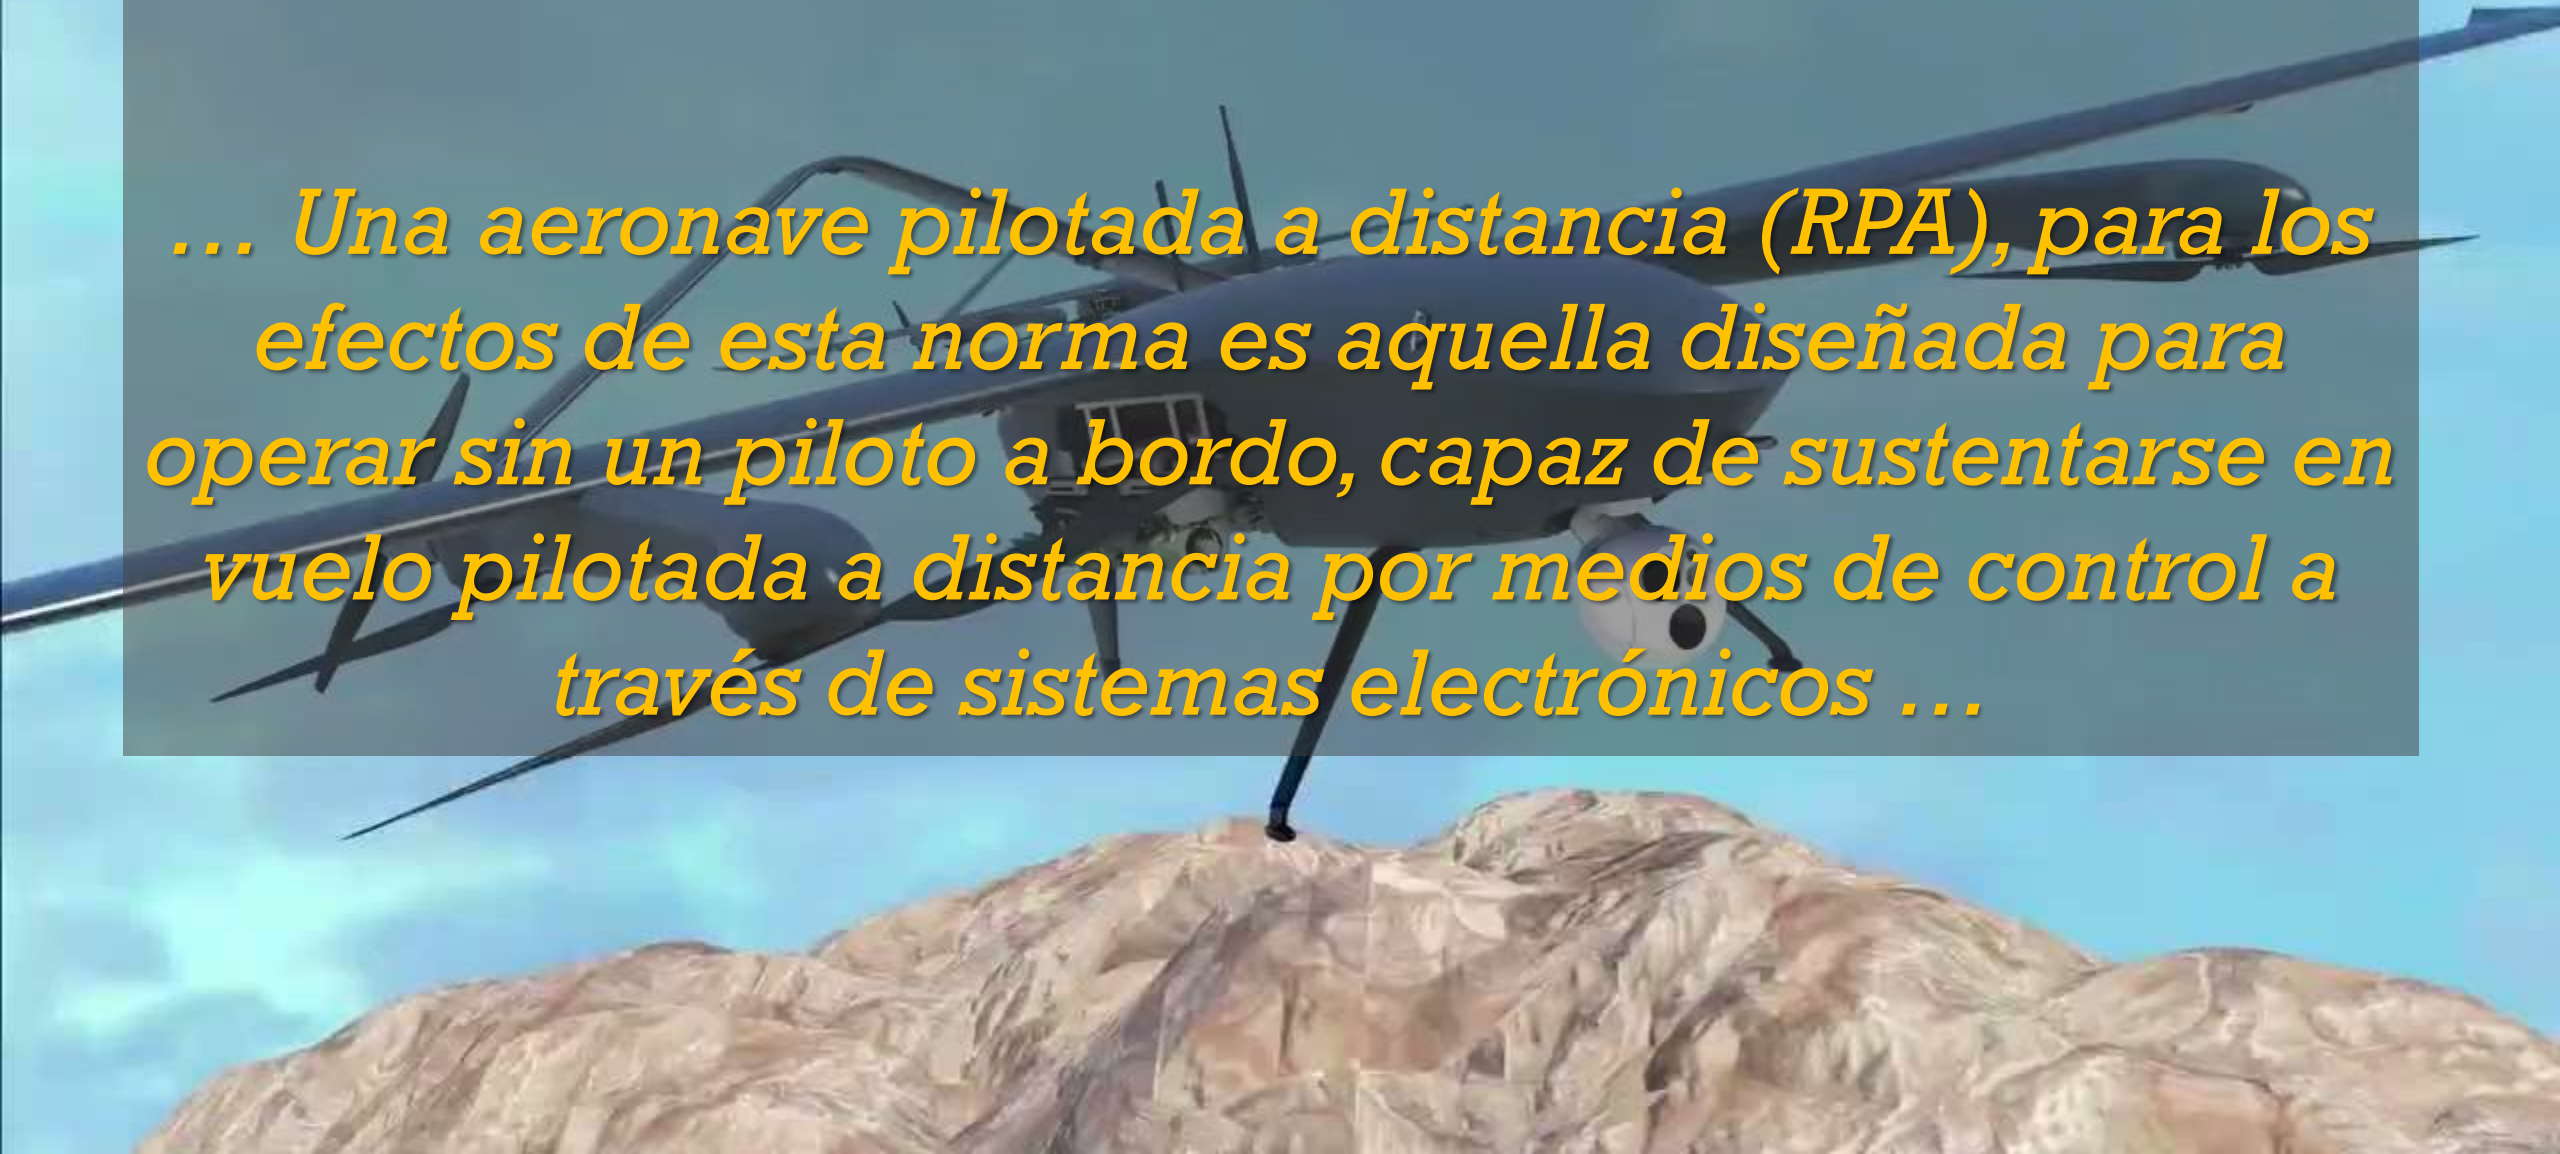 ... Una aeronave pilotada a distancia (RPA), para los
efectos de esta norma es aquella diseñada para
operar sin un piloto a bordo, capaz de sustentarse en
vuelo pilotada a distancia por medios de control a
través de sistemas electrónicos ...